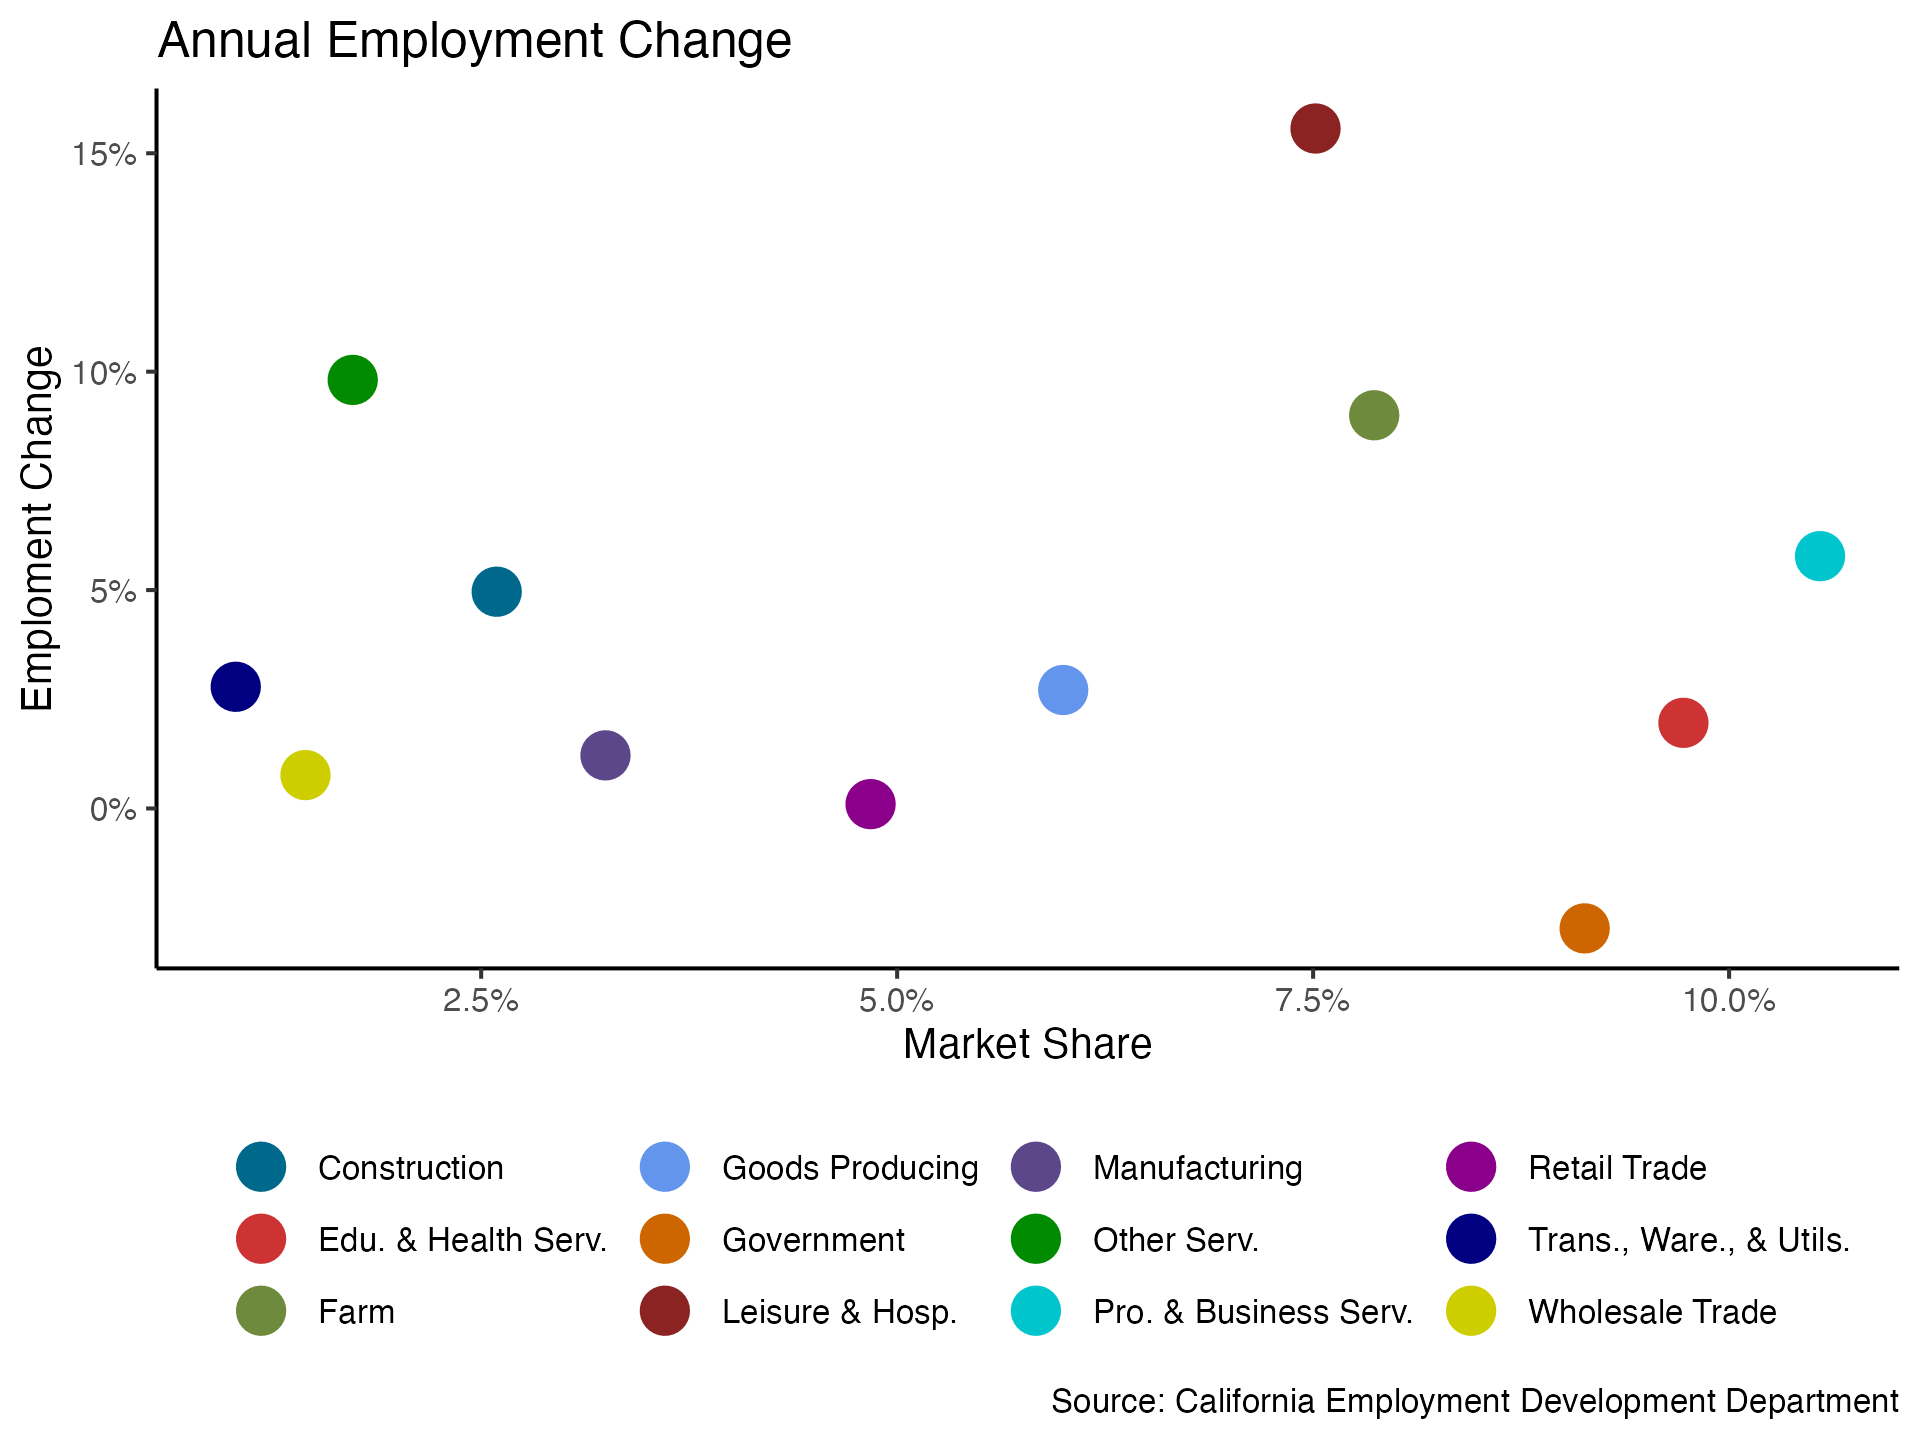 Annual Employment Change
Emploment Change
15%
10%
5%
0%
2.5% 5.0% 7.5% 10.0%
Market Share
Construction Goods Producing Manufacturing Retail Trade
Edu. & Health Serv. Government Other Serv. Trans., Ware., & Utils.
Farm Leisure & Hosp. Pro. & Business Serv. Wholesale Trade
Source: California Employment Development Department